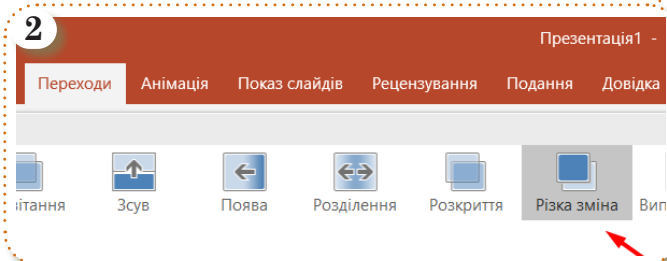 2
Презентація1 -
Переходи Анімація Показ слайдів Рецензування Подання Довідка
Зсув Поява Розділення Розкриття Різка зміна